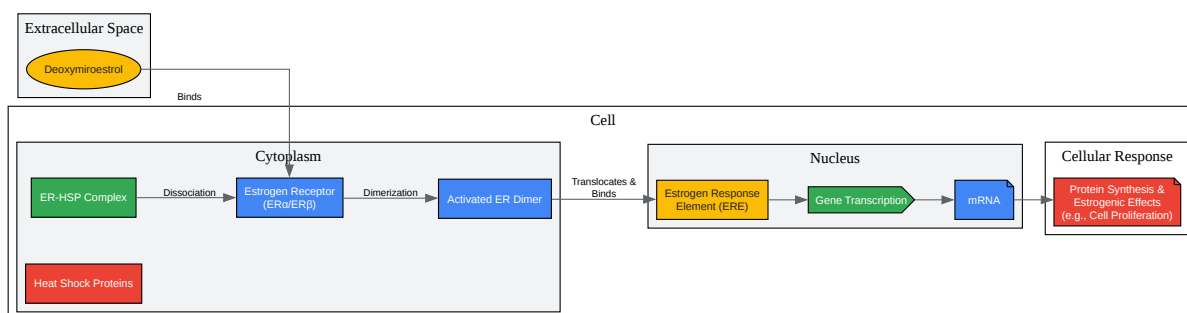 Extracellular Space
Deoxymiroestrol
Binds
Cell
Cytoplasm
ER-HSP Complex
Dissociation
Estrogen Receptor
(ERα/ERβ)
Dimerization
Activated ER Dimer
Heat Shock Proteins
Translocates &
Binds
Nucleus
Estrogen Response
Element (ERE)
Gene Transcription
mRNA
Cellular Response
Protein Synthesis &
Estrogenic Effects
(e.g., Cell Proliferation)